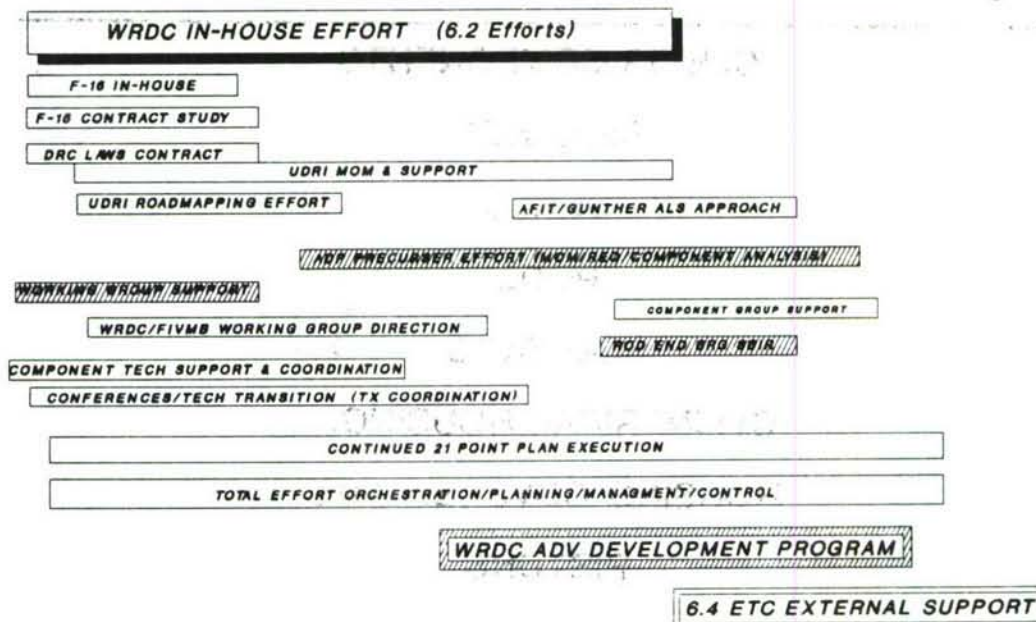 WRDC IN-HOUSE EFFORT (6.2 Efforts)
F-16 IN-HOUSE
F-16 CONTRACT STUDY
DRC LAWS CONTRACT
UDRI MOM & SUPPORT
UDRI ROADMAPPING EFFORT
AFIT/GUNTHER ALS APPROACH
ADP PRECURSER EFFORT (MOM/REQ/COMPONENT ANALYSIS)
WORKING GROUP SUPPORT
COMPONENT GROUP SUPPORT
WRDC/FIVMB WORKING GROUP DIRECTION
ROD END BRG SBIR
COMPONENT TECH SUPPORT & COORDINATION
CONFERENCES/TECH TRANSITION (TX COORDINATION)
CONTINUED 21 POINT PLAN EXECUTION
TOTAL EFFORT ORCHESTRATION/PLANNING/MANAGMENT/CONTROL
WRDC ADV DEVELOPMENT PROGRAM
6.4 ETC EXTERNAL SUPPORT